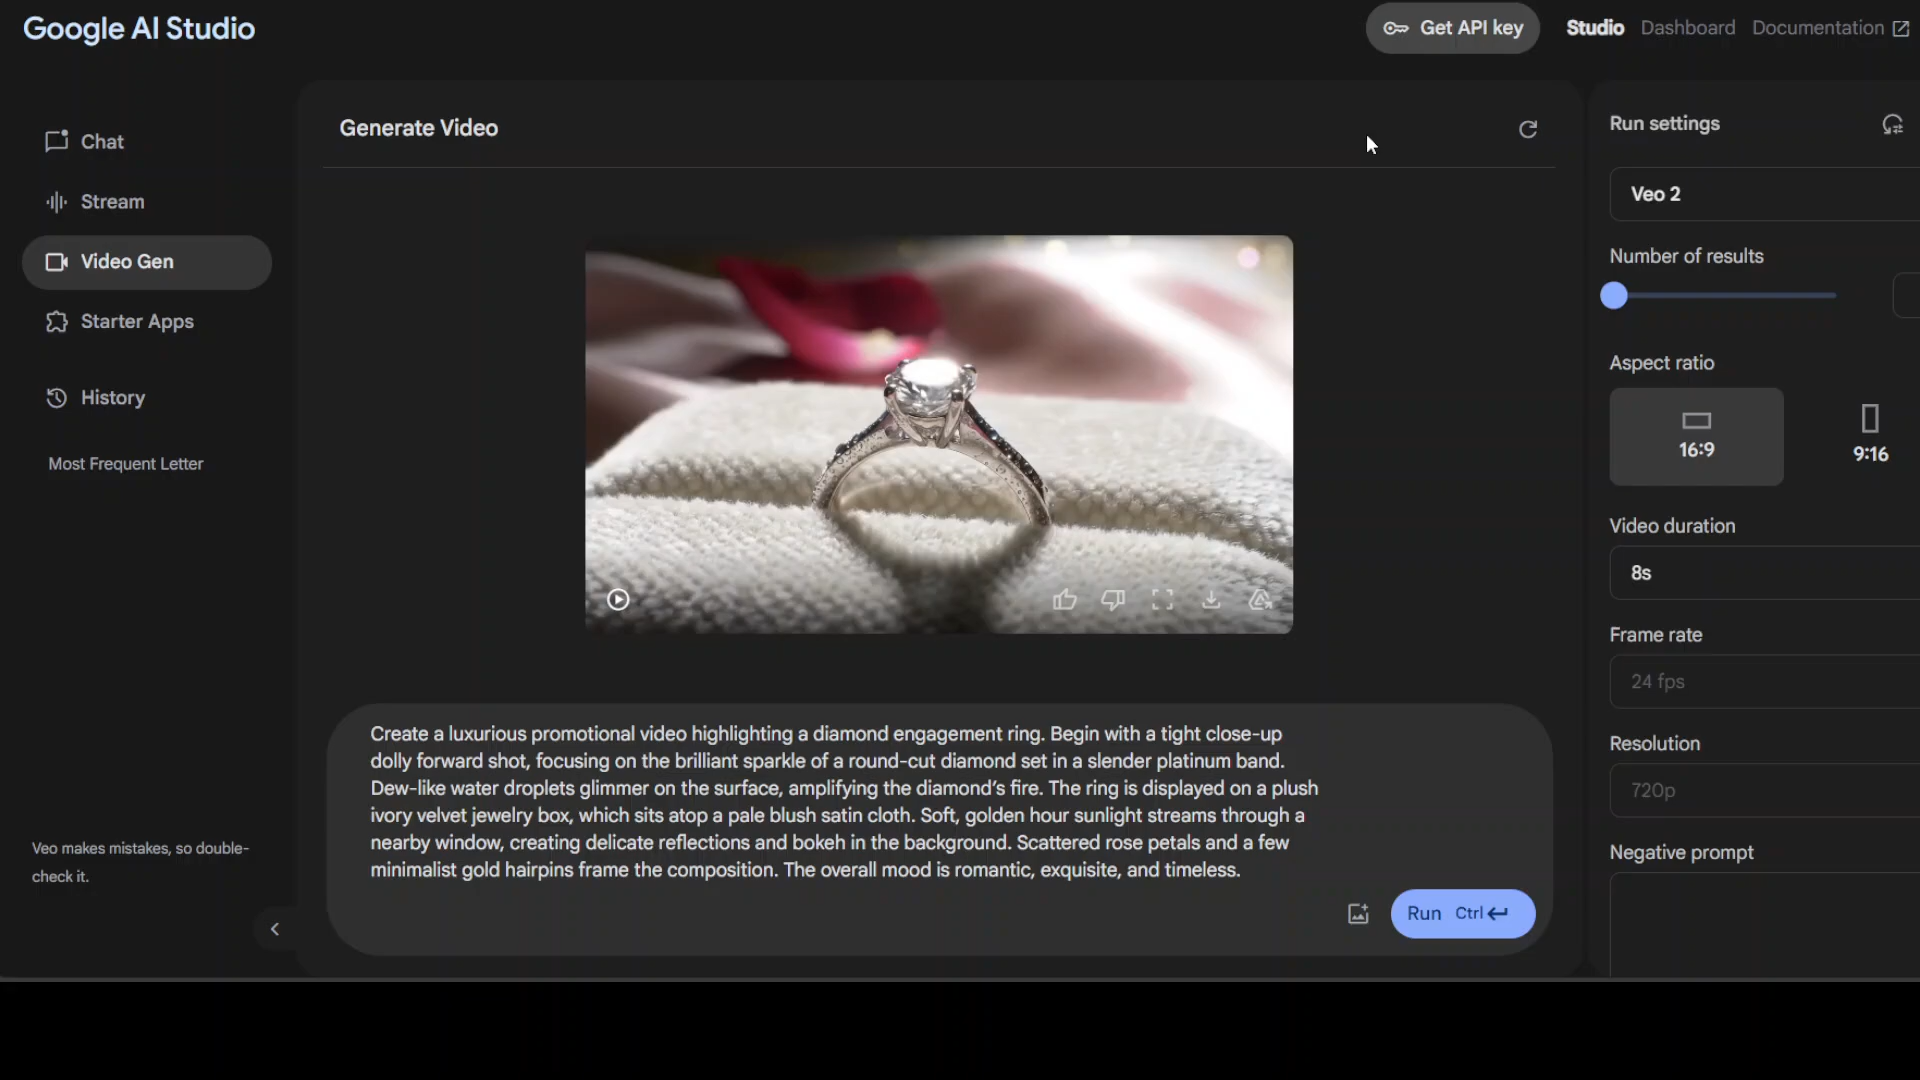 Google AI Studio
Get API key
Studio
Dashboard
Documentation
Chat
Stream
Video Gen
Starter Apps
History
Most Frequent Letter
Veo makes mistakes, so double-
check it.
Generate Video
Create a luxurious promotional video highlighting a diamond engagement ring. Begin with a tight close-up
dolly forward shot, focusing on the brilliant sparkle of a round-cut diamond set in a slender platinum band.
Dew-like water droplets glimmer on the surface, amplifying the diamond’s fire. The ring is displayed on a plush
ivory velvet jewelry box, which sits atop a pale blush satin cloth. Soft, golden hour sunlight streams through a
nearby window, creating delicate reflections and bokeh in the background. Scattered rose petals and a few
minimalist gold hairpins frame the composition. The overall mood is romantic, exquisite, and timeless.
Run Ctrl
Run settings
Veo 2
Number of results
Aspect ratio
16:9
9:16
Video duration
8s
Frame rate
24 fps
Resolution
720p
Negative prompt